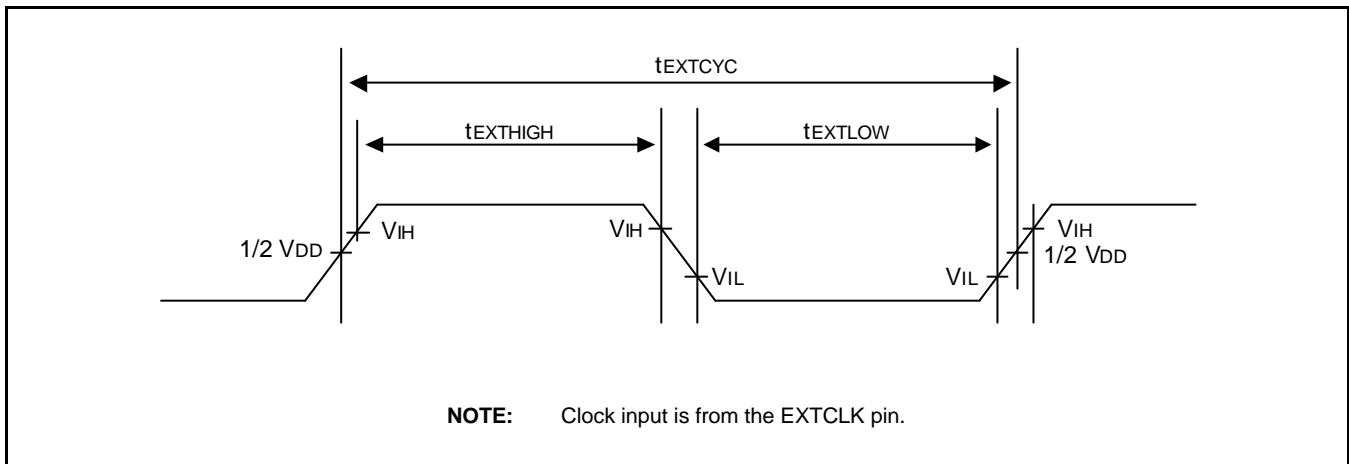 tEXTCYC
tEXTHIGH
tEXTLOW
VIH
VIH
VIH
1/2 VDD
1/2 VDD
VIL
VIL
NOTE: Clock input is from the EXTCLK pin.